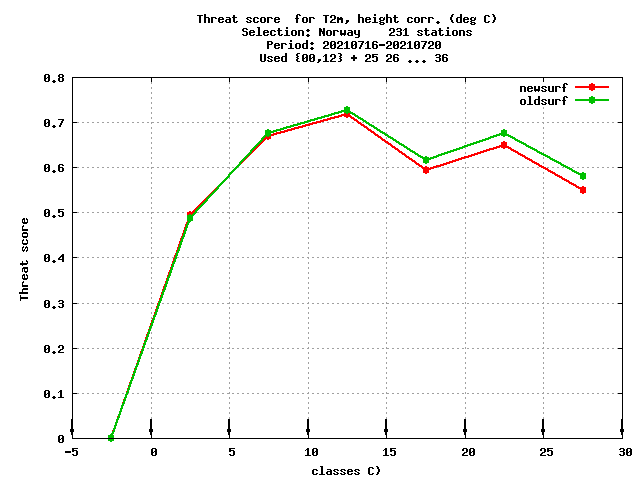 Threat score  for T2m, height corr. (deg C)
Selection: Norway    231 stations
Period: 20210716-20210720
Used {00,12} + 25 26 ... 36
newsurf
oldsurf
0.8
0.7
0.6
0.5
0.4
0.3
0.2
0.1
0
Threat score
-5 0 5 10 15 20 25 30
classes C)